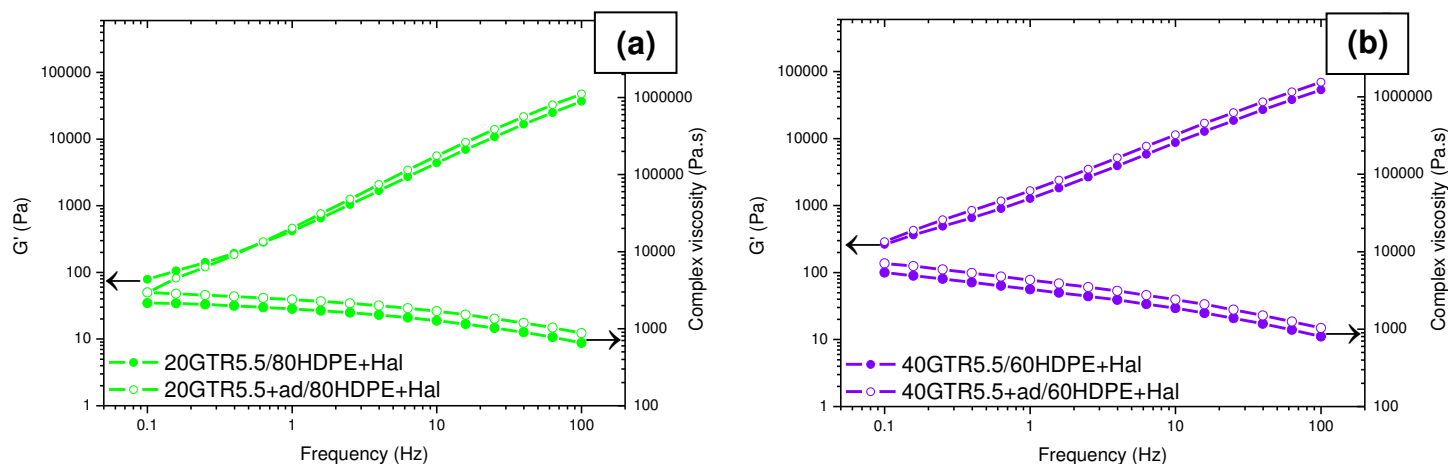 (a)
100000
10000
1000
100
10
1
G' (Pa)
1000000
100000
10000
1000
100
Complex viscosity (Pa.s)
20GTR5.5/80HDPE+Hal
20GTR5.5+ad/80HDPE+Hal
0.1
1
10
100
Frequency (Hz)
(b)
100000
10000
1000
100
10
1
G' (Pa)
1000000
100000
10000
1000
100
Complex viscosity (Pa.s)
40GTR5.5/60HDPE+Hal
40GTR5.5+ad/60HDPE+Hal
0.1
1
10
100
Frequency (Hz)